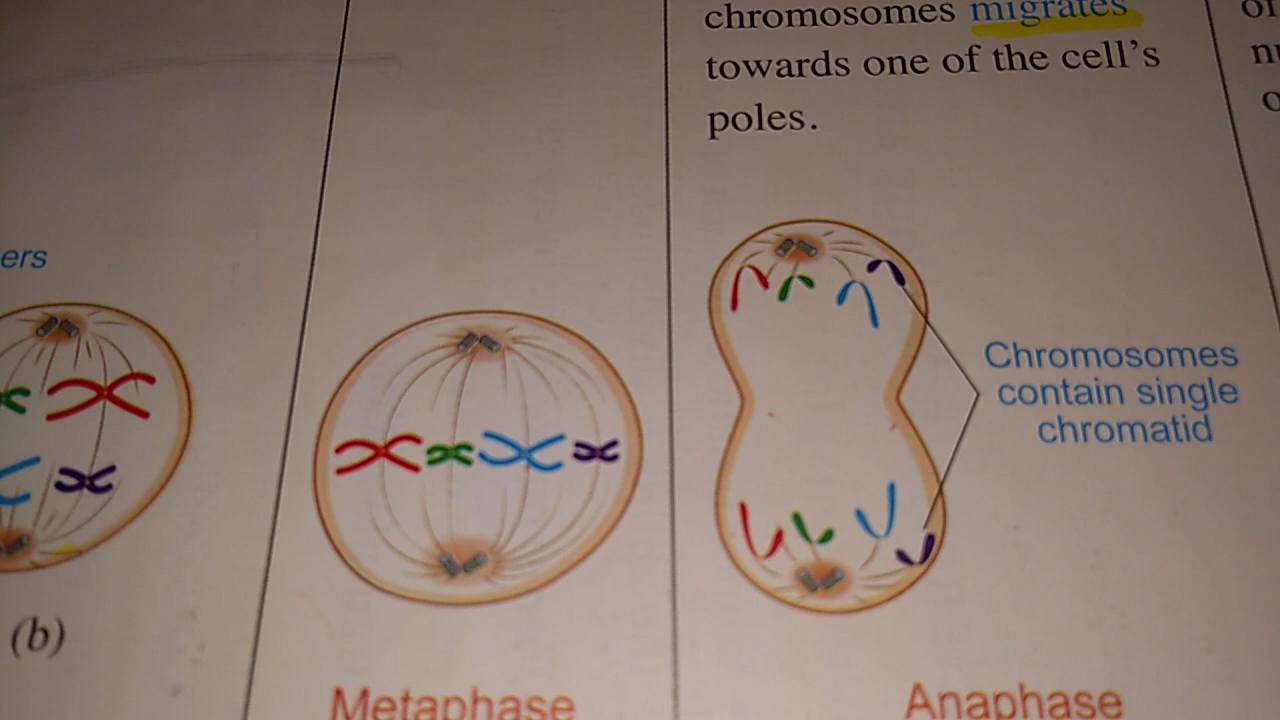 chromosomes migrates
towards one of the cell's
poles.
ers
Chromosomes
contain single
chromatid
(b)
Metaphase
Anaphase